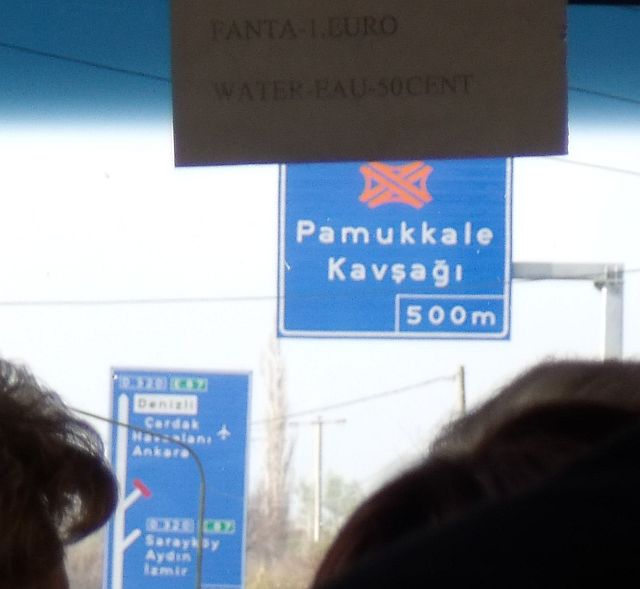 FANTA-1.EURO
WATER-EAU-50CENT
Pamukkale
Kavşağı
500m
D.320 E.87
Denizli
Çardak
Havaalanı
Ankara
D.320 E.87
Sarayköy
Aydın
İzmir